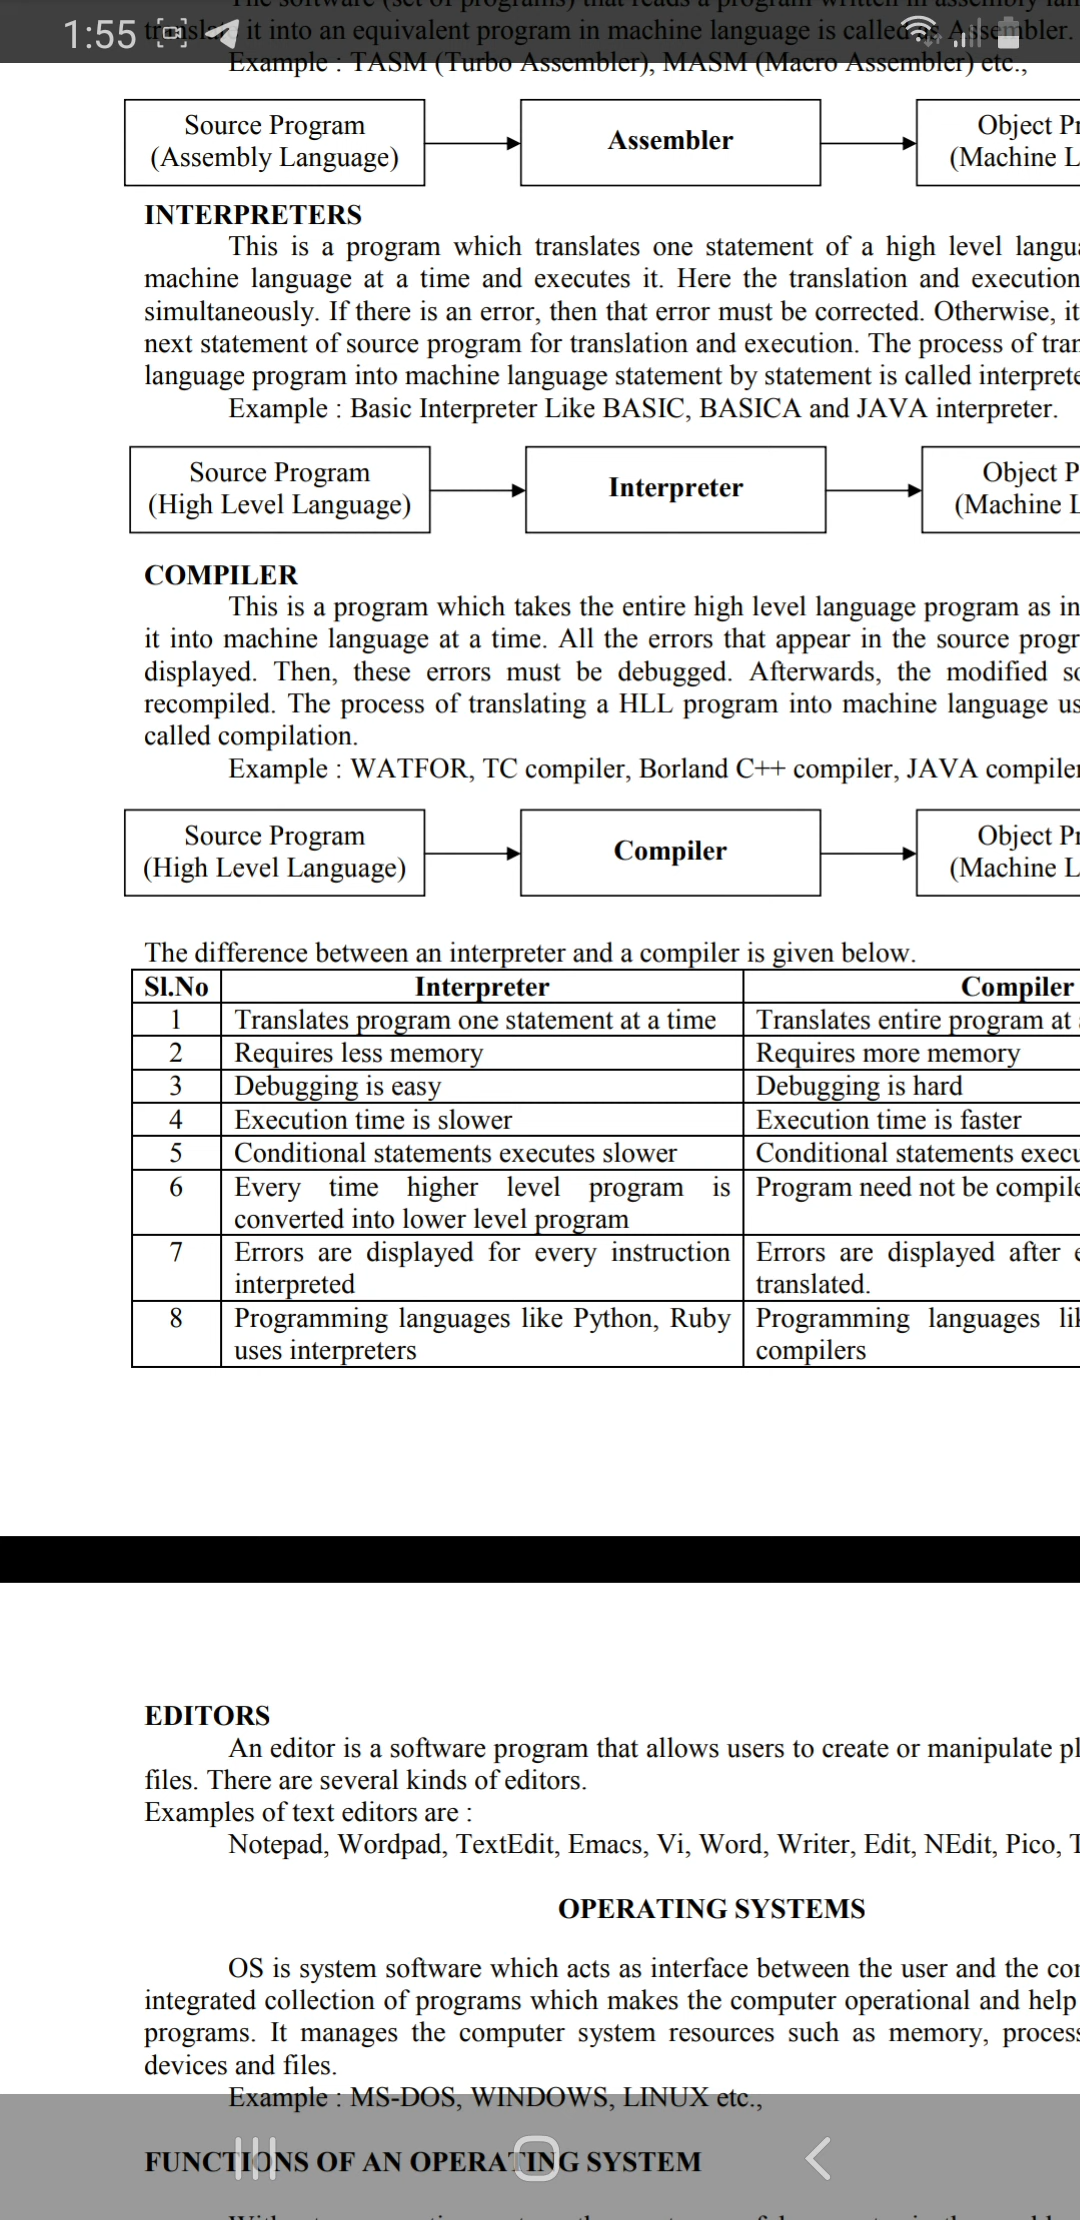 1:55
it into an equivalent program in machine language is called Assembler.
Example : TASM (Turbo Assembler), MASM (Macro Assembler) etc.,
Source Program
(Assembly Language)
Assembler
Object
(Machine
INTERPRETERS
This is a program which translates one statement of a high level
machine language at a time and executes it. Here the translation and execution
simultaneously. If there is an error, then that error must be corrected. Otherwise, it
next statement of source program for translation and execution. The process of
language program into machine language statement by statement is called
Example : Basic Interpreter Like BASIC, BASICA and JAVA interpreter.
Source Program
(High Level Language)
Interpreter
Object
(Machine
COMPILER
This is a program which takes the entire high level language program as
it into machine language at a time. All the errors that appear in the source
displayed. Then, these errors must be debugged. Afterwards, the modified
recompiled. The process of translating a HLL program into machine language
called compilation.
Example : WATFOR, TC compiler, Borland C++ compiler, JAVA
Source Program
(High Level Language)
Compiler
Object
(Machine
The difference between an interpreter and a compiler is given below.
Sl.No Interpreter Compiler
1 Translates program one statement at a time Translates entire program at
2 Requires less memory Requires more memory
3 Debugging is easy Debugging is hard
4 Execution time is slower Execution time is faster
5 Conditional statements executes slower Conditional statements
6 Every time higher level program is Program need not be
converted into lower level program
7 Errors are displayed for every instruction Errors are displayed after
interpreted translated.
8 Programming languages like Python, Ruby Programming languages
uses interpreters compilers
EDITORS
An editor is a software program that allows users to create or manipulate
files. There are several kinds of editors.
Examples of text editors are :
Notepad, Wordpad, TextEdit, Emacs, Vi, Word, Writer, Edit, NEdit, Pico,
OPERATING SYSTEMS
OS is system software which acts as interface between the user and the
integrated collection of programs which makes the computer operational and help
programs. It manages the computer system resources such as memory,
devices and files.
Example : MS-DOS, WINDOWS, LINUX etc.,
FUNCTIONS OF AN OPERATING SYSTEM